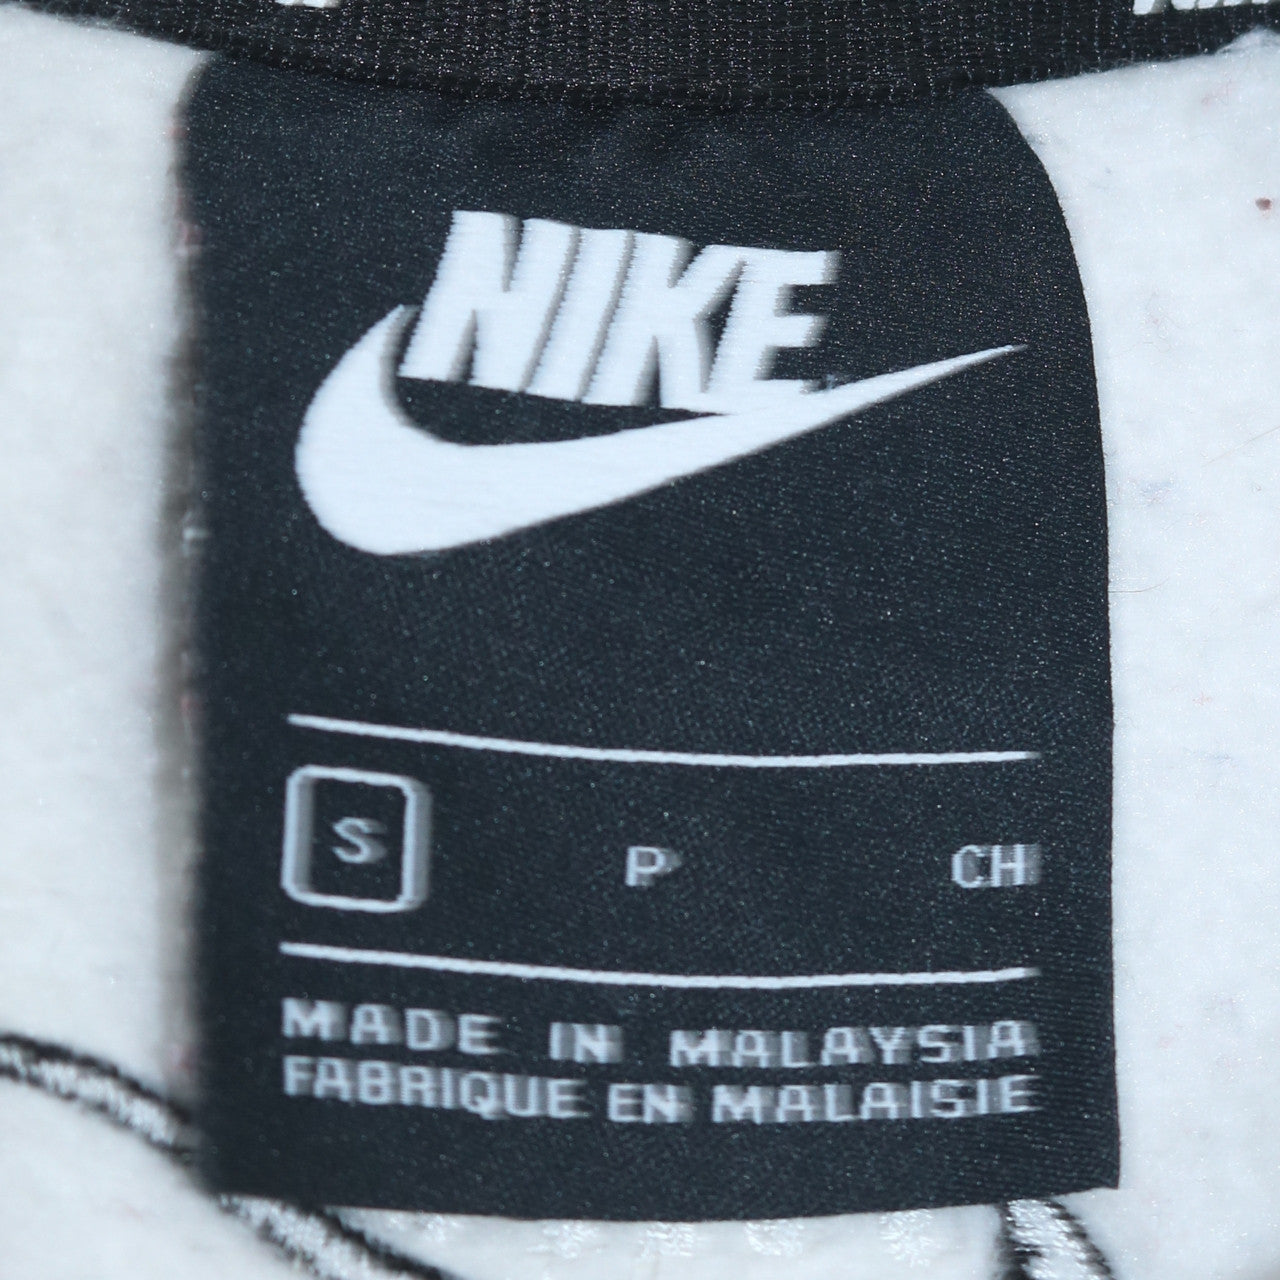 NIKE
S P CH
MADE IN MALAYSIA
FABRIQUE EN MALAISIE